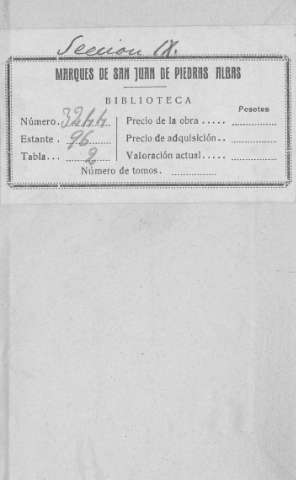 Seccion IX.
MARQUES DE SAN JUAN DE PIEDRAS ALBAS
BIBLIOTECA
Pesetas
Número. 3244 Precio de la obra .....
Estante . 96 Precio de adquisición ..
Tabla... 2 Valoración actual .....
Número de tomos.